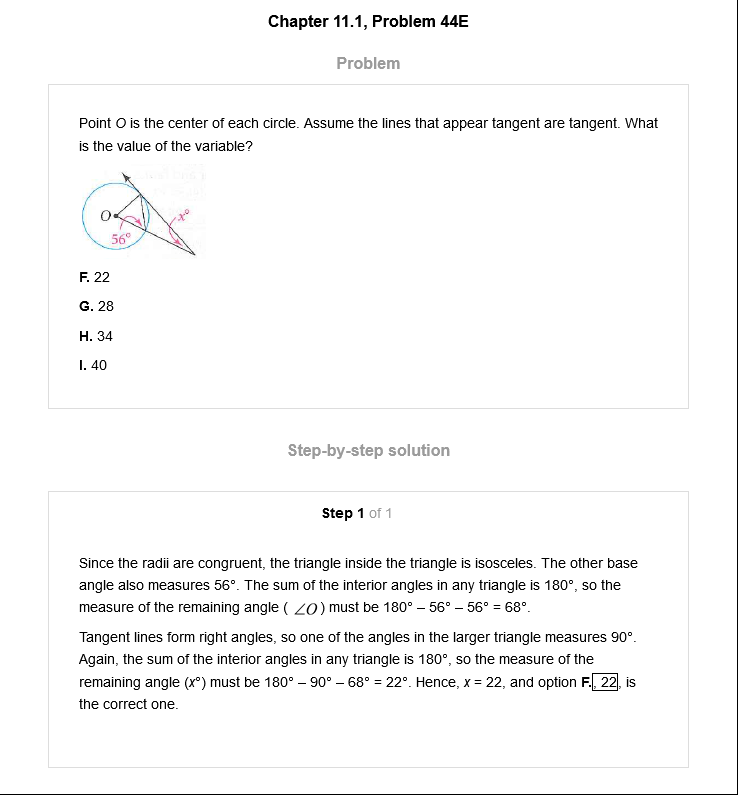 Chapter 11.1, Problem 44E
Problem
Point O is the center of each circle. Assume the lines that appear tangent are tangent. What
is the value of the variable?
O
x°
56°
F. 22
G. 28
H. 34
I. 40
Step-by-step solution
Step 1 of 1
Since the radii are congruent, the triangle inside the triangle is isosceles. The other base
angle also measures 56°. The sum of the interior angles in any triangle is 180°, so the
measure of the remaining angle ( ∠O ) must be 180° – 56° – 56° = 68°.
Tangent lines form right angles, so one of the angles in the larger triangle measures 90°.
Again, the sum of the interior angles in any triangle is 180°, so the measure of the
remaining angle (x°) must be 180° – 90° – 68° = 22°. Hence, x = 22, and option F., 22, is
the correct one.